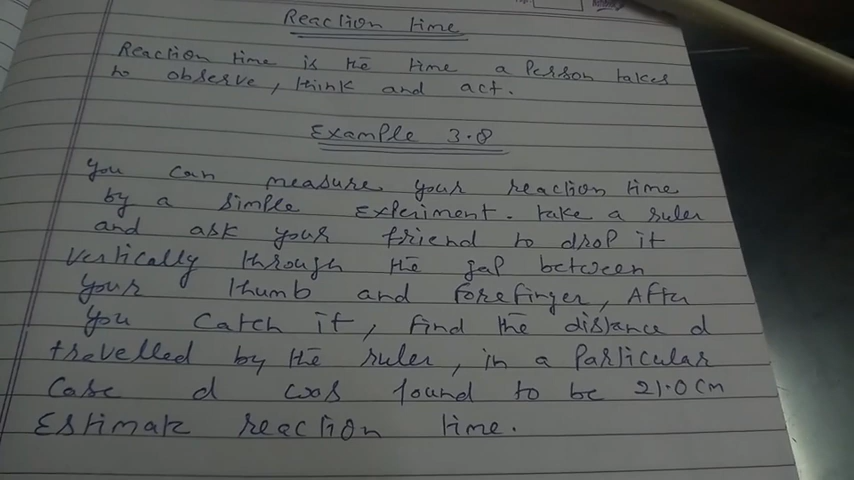 Reaction time
Reaction time is the time a Person takes
to observe, think and act.
Example 3.8
You can measure your reaction time
by a simple experiment. take a ruler
and ask your friend to drop it
vertically through the gap between
your thumb and forefinger, After
you catch it, find the distance d
travelled by the ruler, in a Particular
Case d was found to be 21.0 cm
Estimate reaction time.